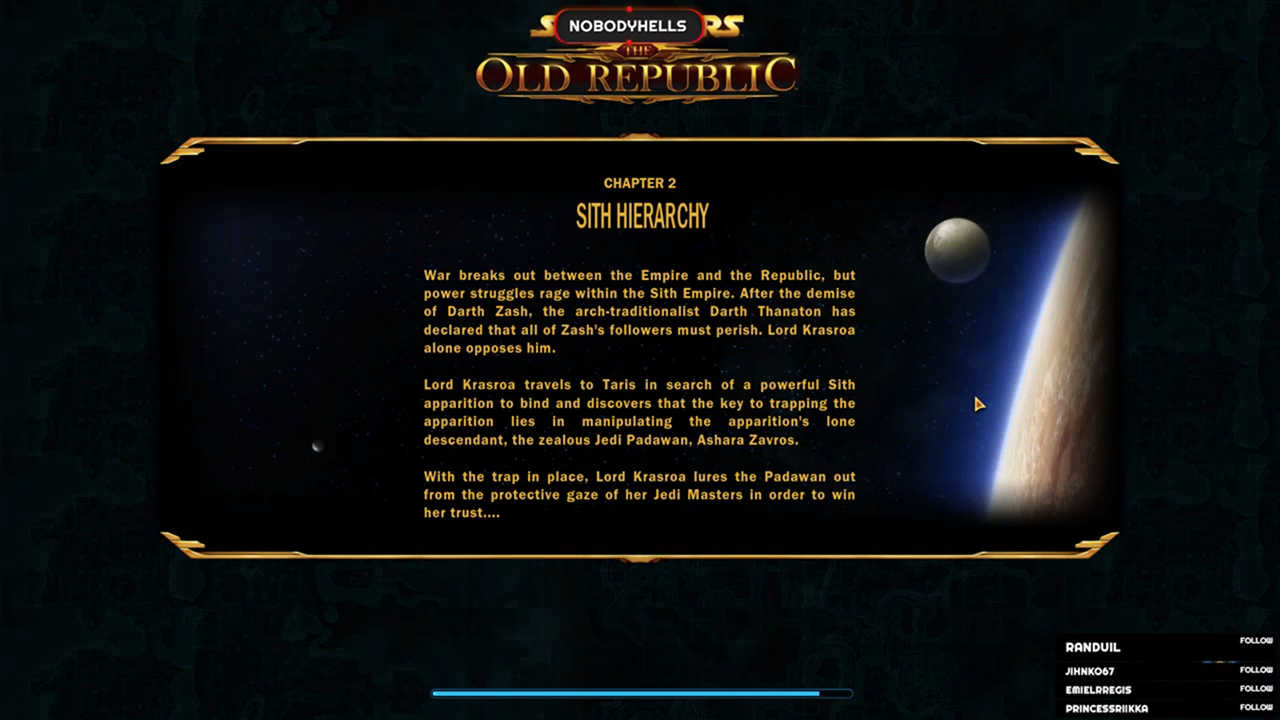 NOBODYHELLS
RS
THE
OLD REPUBLIC
CHAPTER 2
SITH HIERARCHY
War breaks out between the Empire and the Republic, but
power struggles rage within the Sith Empire. After the demise
of Darth Zash, the arch-traditionalist Darth Thanaton has
declared that all of Zash's followers must perish. Lord Krasroa
alone opposes him.
Lord Krasroa travels to Taris in search of a powerful Sith
apparition to bind and discovers that the key to trapping the
apparition lies in manipulating the apparition's lone
descendant, the zealous Jedi Padawan, Ashara Zavros.
With the trap in place, Lord Krasroa lures the Padawan out
from the protective gaze of her Jedi Masters in order to win
her trust....
RANDUIL FOLLOW
JIHNKO67 FOLLOW
EMIELRREGIS FOLLOW
PRINCESSRIIKKA FOLLOW